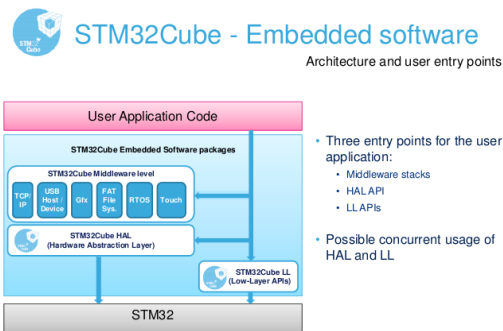 STM32Cube - Embedded software
STM32
Cube
Architecture and user entry points
User Application Code
STM32Cube Embedded Software packages
STM32Cube Middleware level
TCP/
IP
USB
Host /
Device
Gfx
FAT
File
Sys.
RTOS
Touch
STM32Cube HAL
(Hardware Abstraction Layer)
STM32Cube LL
(Low-Layer APIs)
STM32
• Three entry points for the user
application:
• Middleware stacks
• HAL API
• LL APIs
• Possible concurrent usage of
HAL and LL